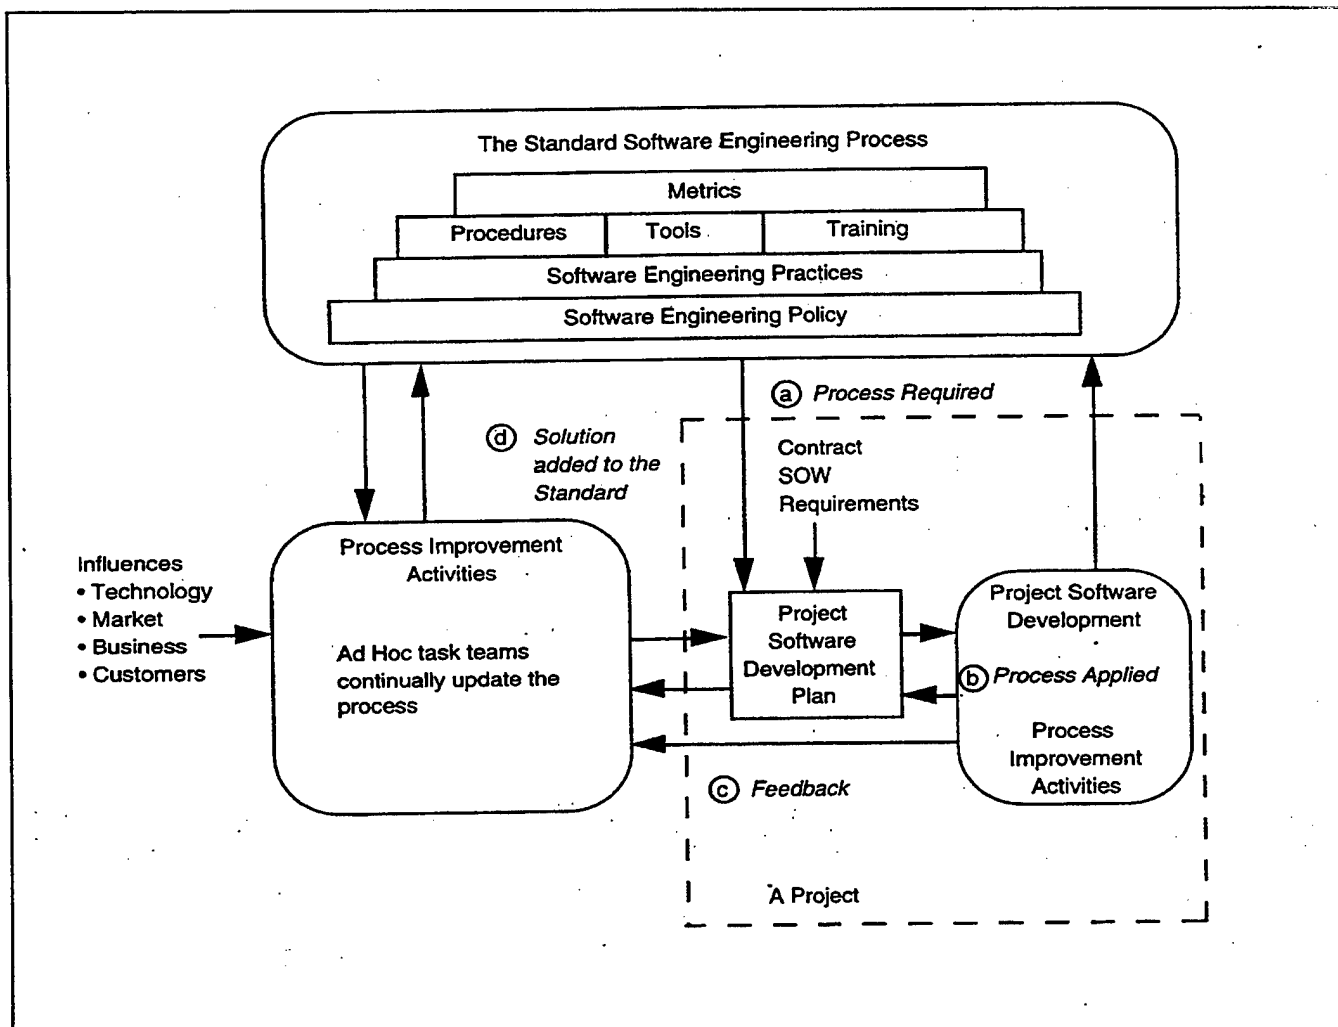 The Standard Software Engineering Process
Metrics
Procedures Tools Training
Software Engineering Practices
Software Engineering Policy
ⓐ Process Required
ⓓ Solution
added to the
Standard
Contract
SOW
Requirements
Influences
• Technology
• Market
• Business
• Customers
Process Improvement
Activities
Ad Hoc task teams
continually update the
process
Project
Software
Development
Plan
Project Software
Development
ⓑ Process Applied
Process
Improvement
Activities
ⓒ Feedback
A Project